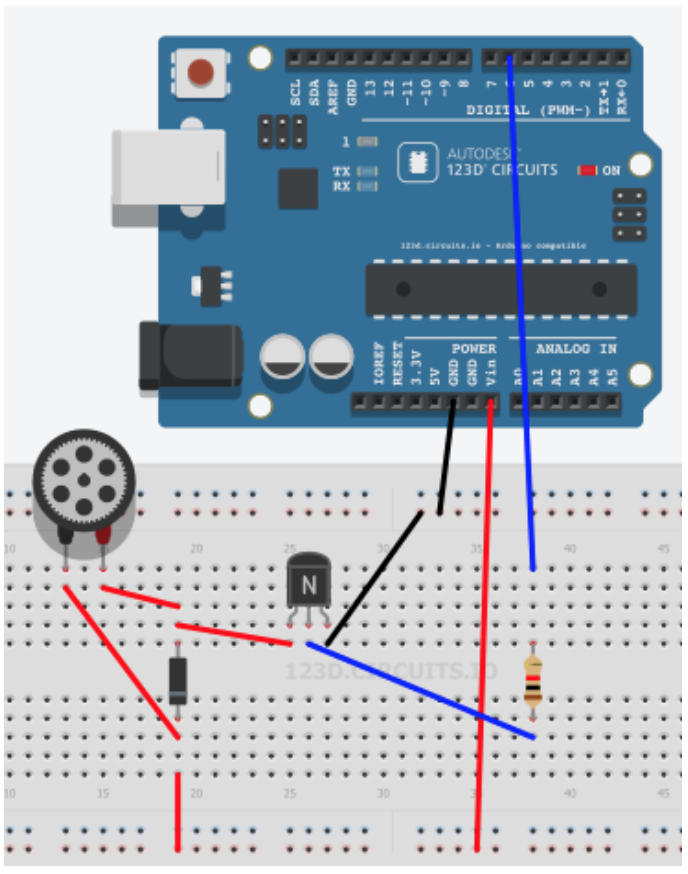 SCL
SDA
AREF
GND
13
12
~11
~10
~9
8
7
6
5
4
3
2
TX→1
RX←0
DIGITAL (PWM~)
1
TX
RX
AUTODESK
123D CIRCUITS
ON
123d.circuits.io - Arduino compatible
POWER
ANALOG IN
IOREF
RESET
3.3V
5V
GND
GND
Vin
A0
A1
A2
A3
A4
A5
10
20
30
35
40
45
N
123D.CIRCUITS.IO
10
15
20
25
30
35
40
45